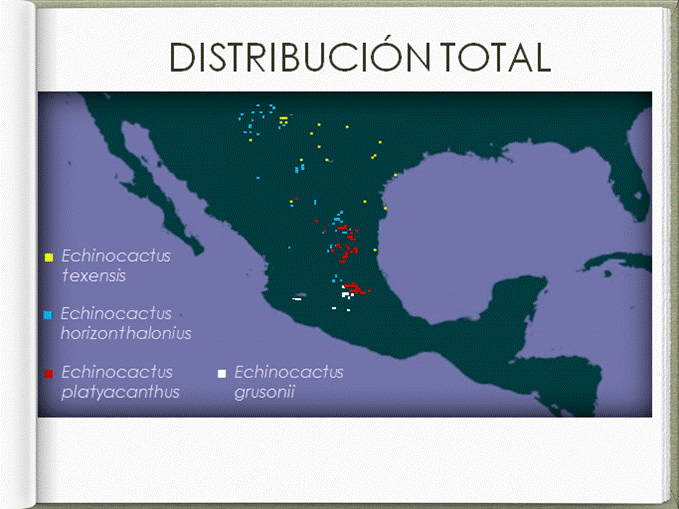 DISTRIBUCIÓN TOTAL
Echinocactus
texensis
Echinocactus
horizonthalonius
Echinocactus
platyacanthus
Echinocactus
grusonii